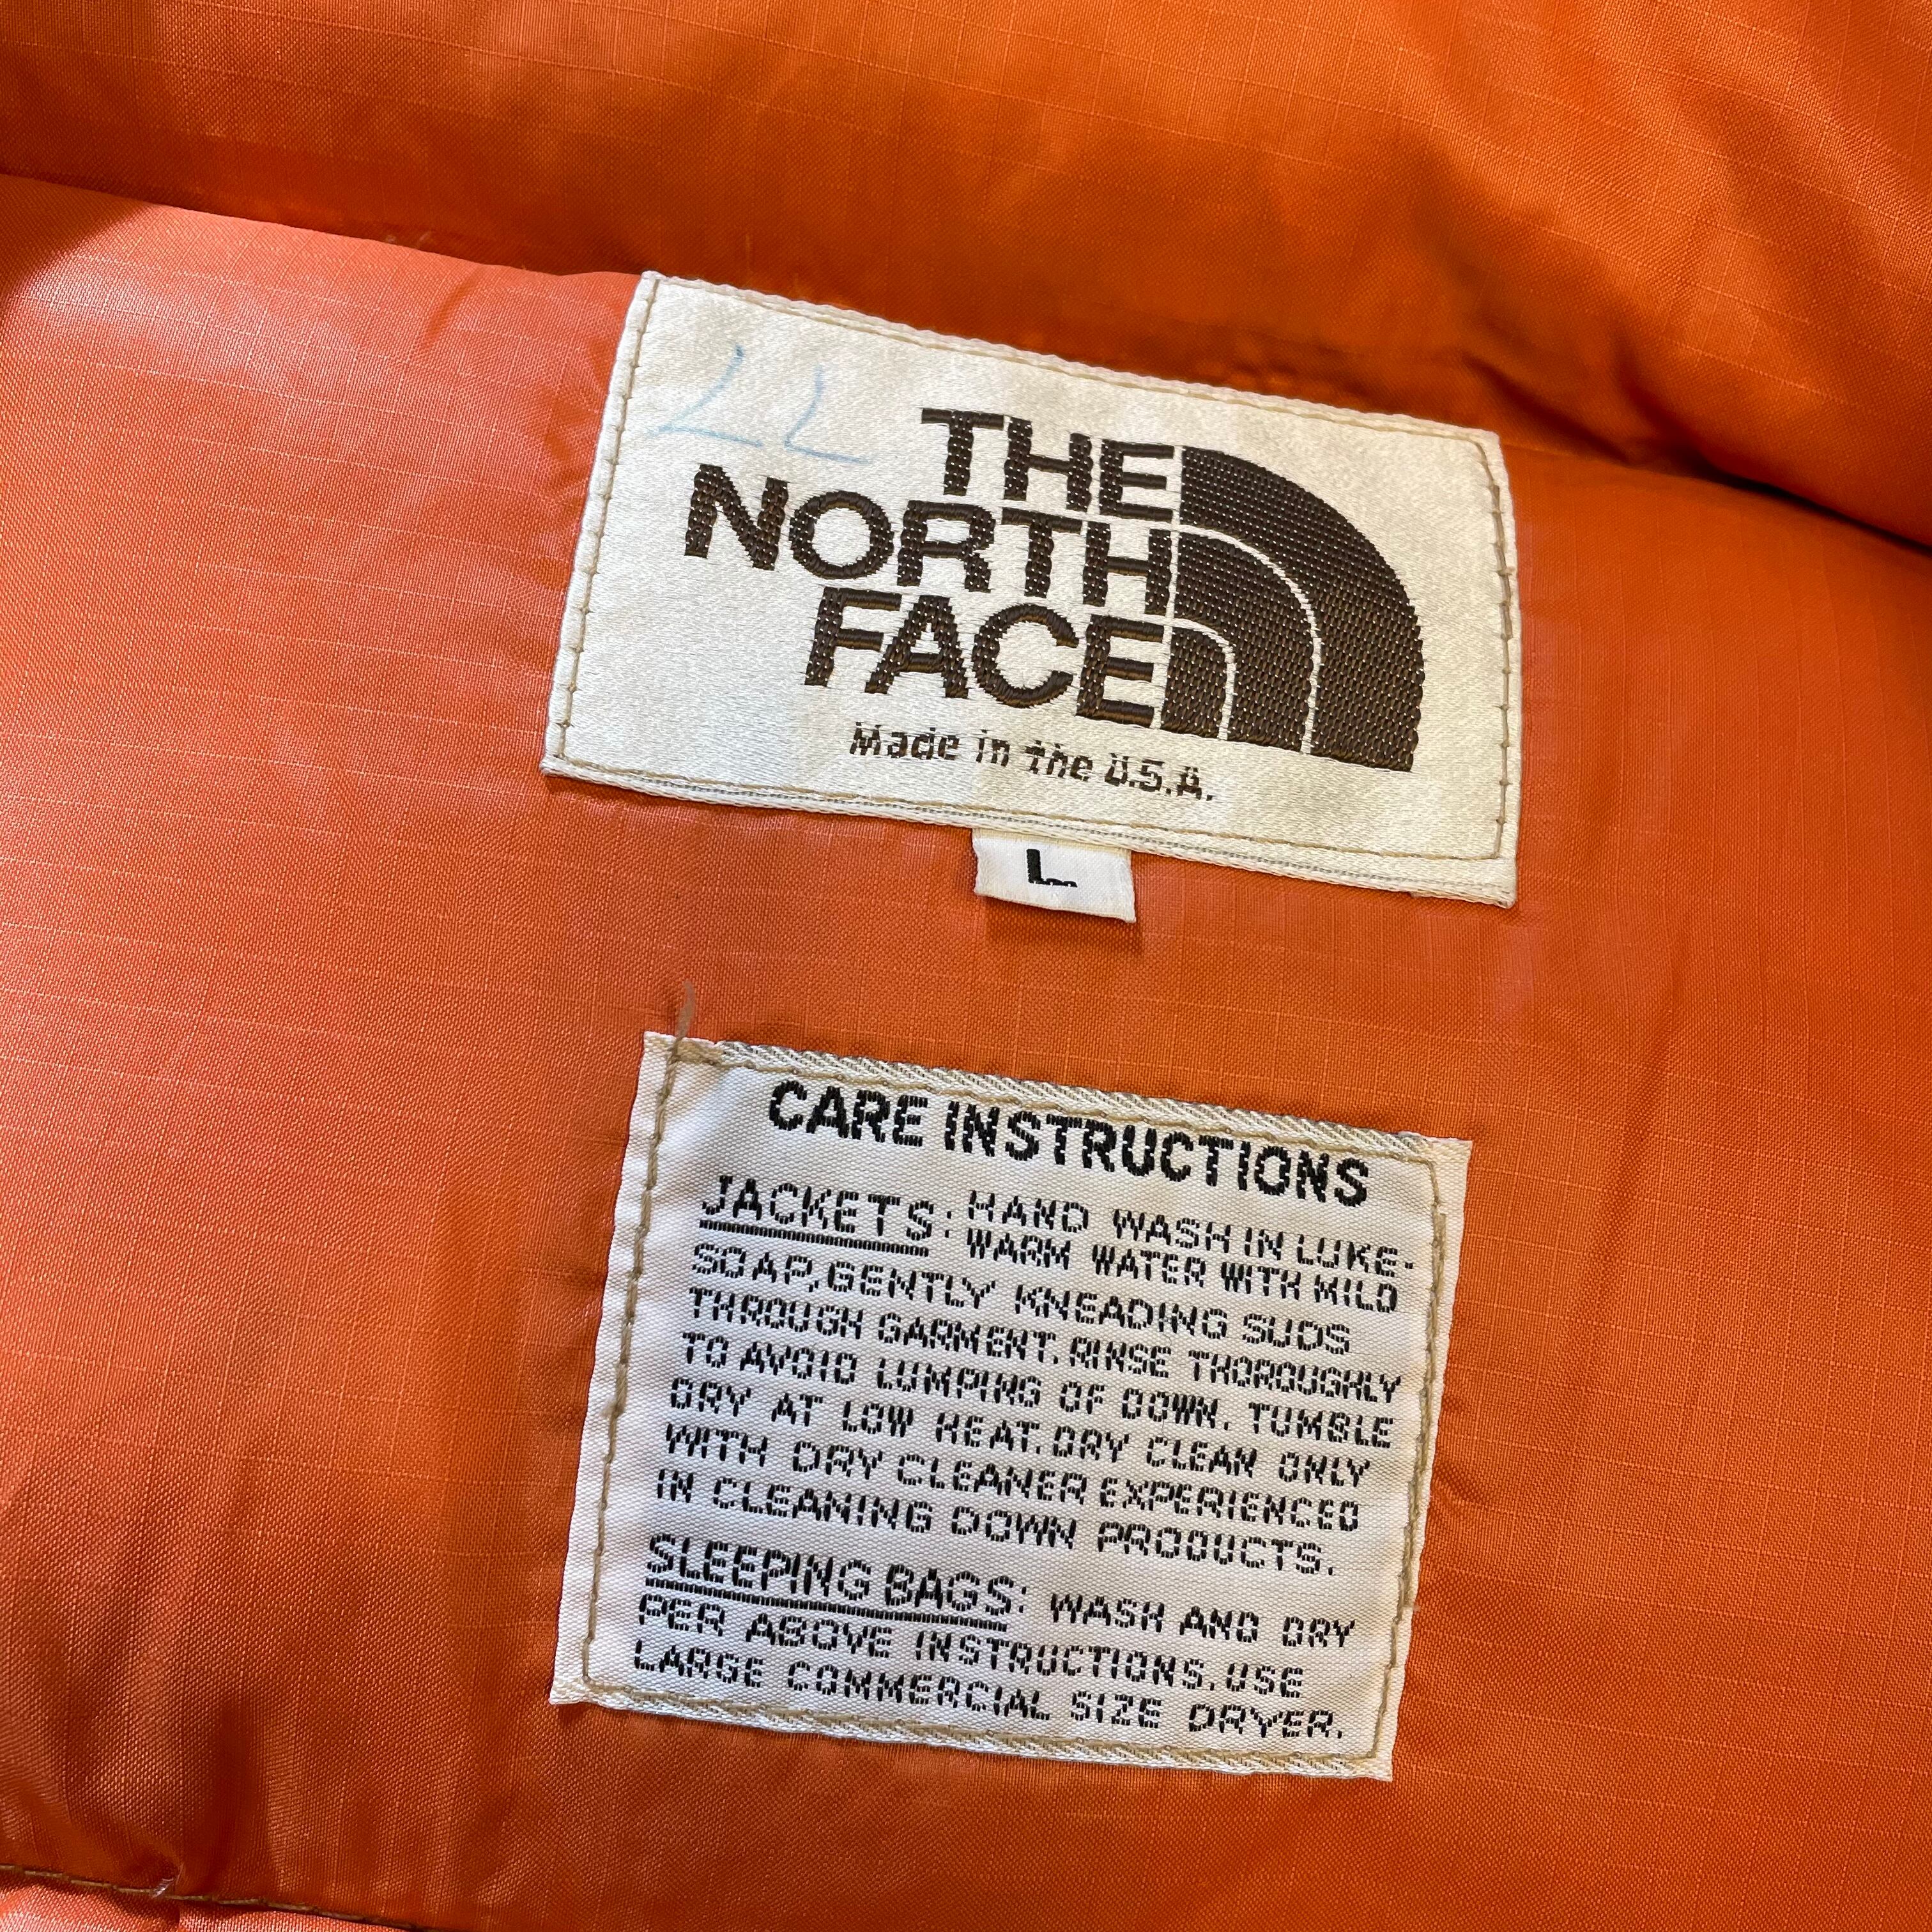 LL
THE
NORTH
FACE
Made in the U.S.A.
L
CARE INSTRUCTIONS
JACKETS: HAND WASH IN LUKE-
WARM WATER WITH MILD
SOAP, GENTLY KNEADING SUDS
THROUGH GARMENT. RINSE THOROUGHLY
TO AVOID LUMPING OF DOWN. TUMBLE
DRY AT LOW HEAT. DRY CLEAN ONLY
WITH DRY CLEANER EXPERIENCED
IN CLEANING DOWN PRODUCTS.
SLEEPING BAGS: WASH AND DRY
PER ABOVE INSTRUCTIONS. USE
LARGE COMMERCIAL SIZE DRYER.